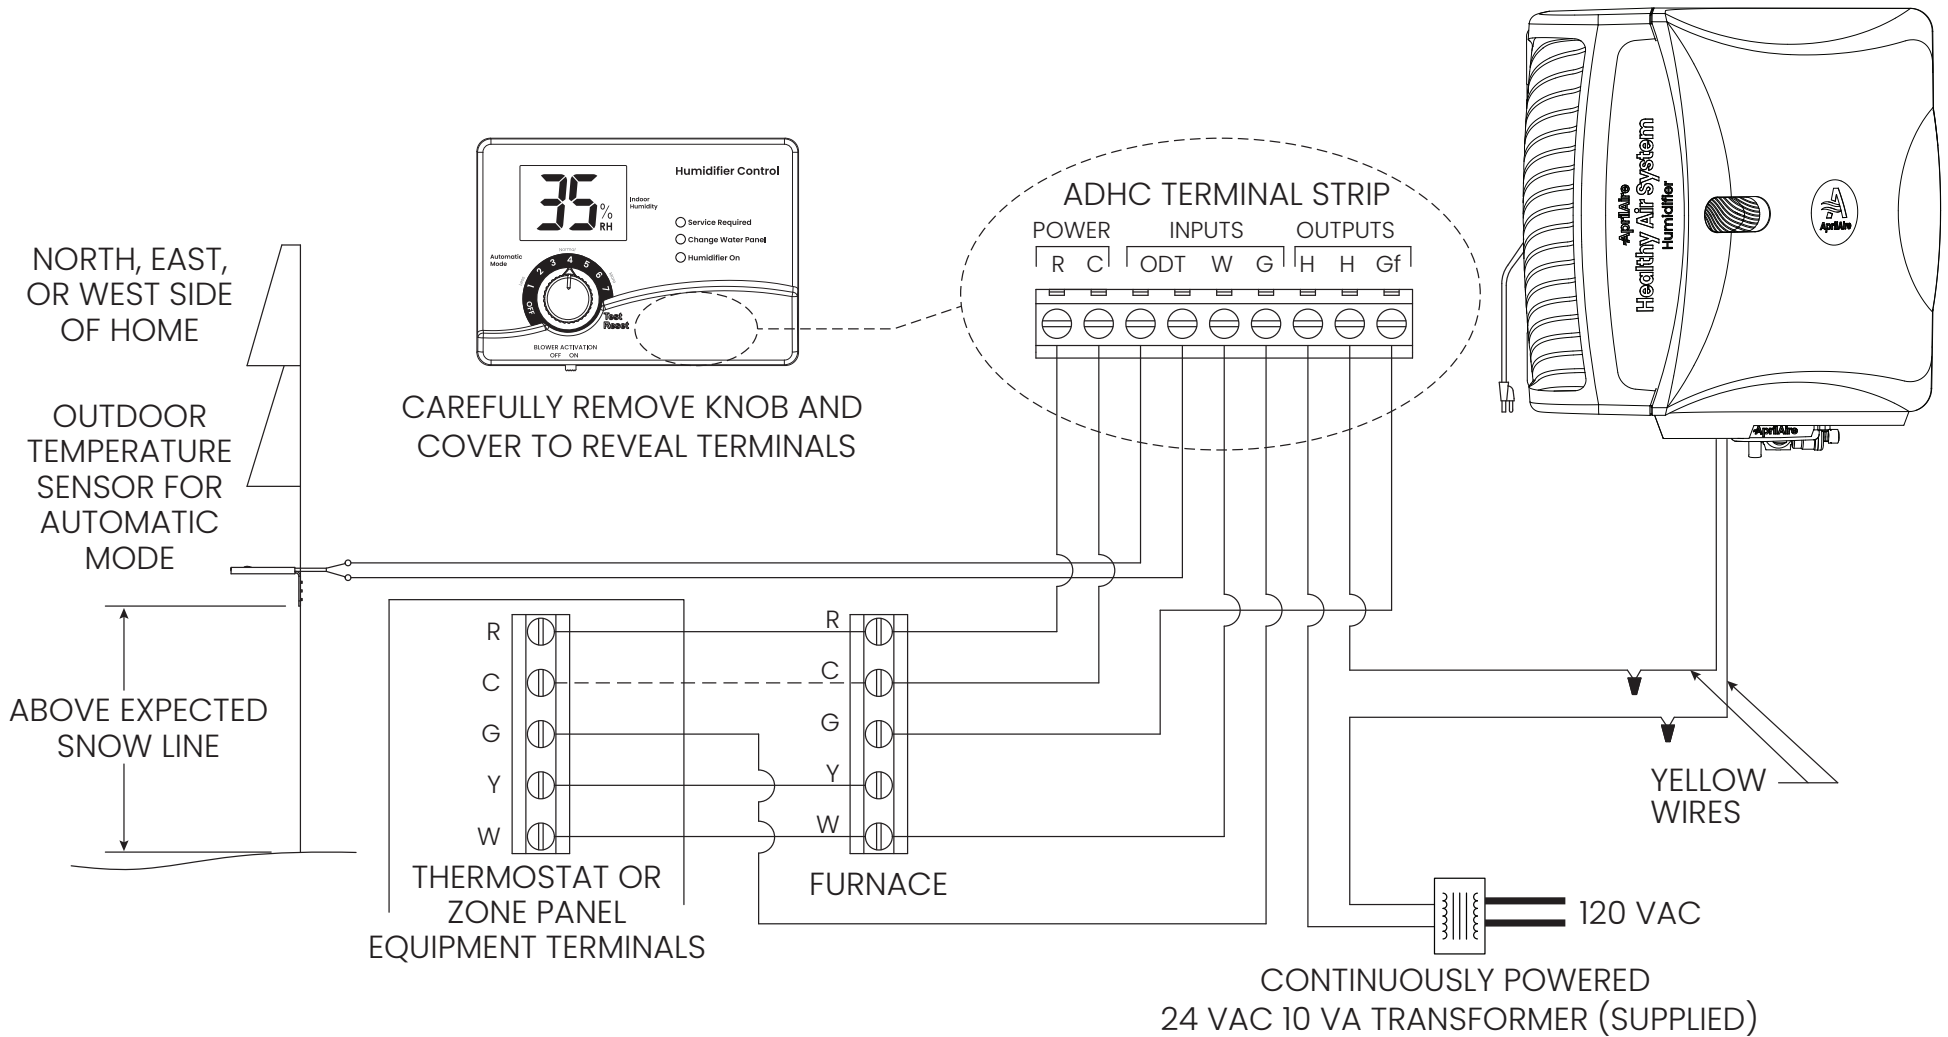 NORTH, EAST,
OR WEST SIDE
OF HOME
OUTDOOR
TEMPERATURE
SENSOR FOR
AUTOMATIC
MODE
ABOVE EXPECTED
SNOW LINE
35
%
RH
Indoor
Humidity
Humidifier Control
Service Required
Change Water Panel
Humidifier On
Automatic
Mode
Normal
OFF 1 2 3 4 5 6 7
Test
Reset
BLOWER ACTIVATION
OFF ON
CAREFULLY REMOVE KNOB AND
COVER TO REVEAL TERMINALS
ADHC TERMINAL STRIP
POWER INPUTS OUTPUTS
R C ODT W G H H Gf
AprilAire
Healthy Air System
Humidifier
AprilAire
AprilAire
R
C
G
Y
W
THERMOSTAT OR
ZONE PANEL
EQUIPMENT TERMINALS
R
C
G
Y
W
FURNACE
YELLOW
WIRES
120 VAC
CONTINUOUSLY POWERED
24 VAC 10 VA TRANSFORMER (SUPPLIED)